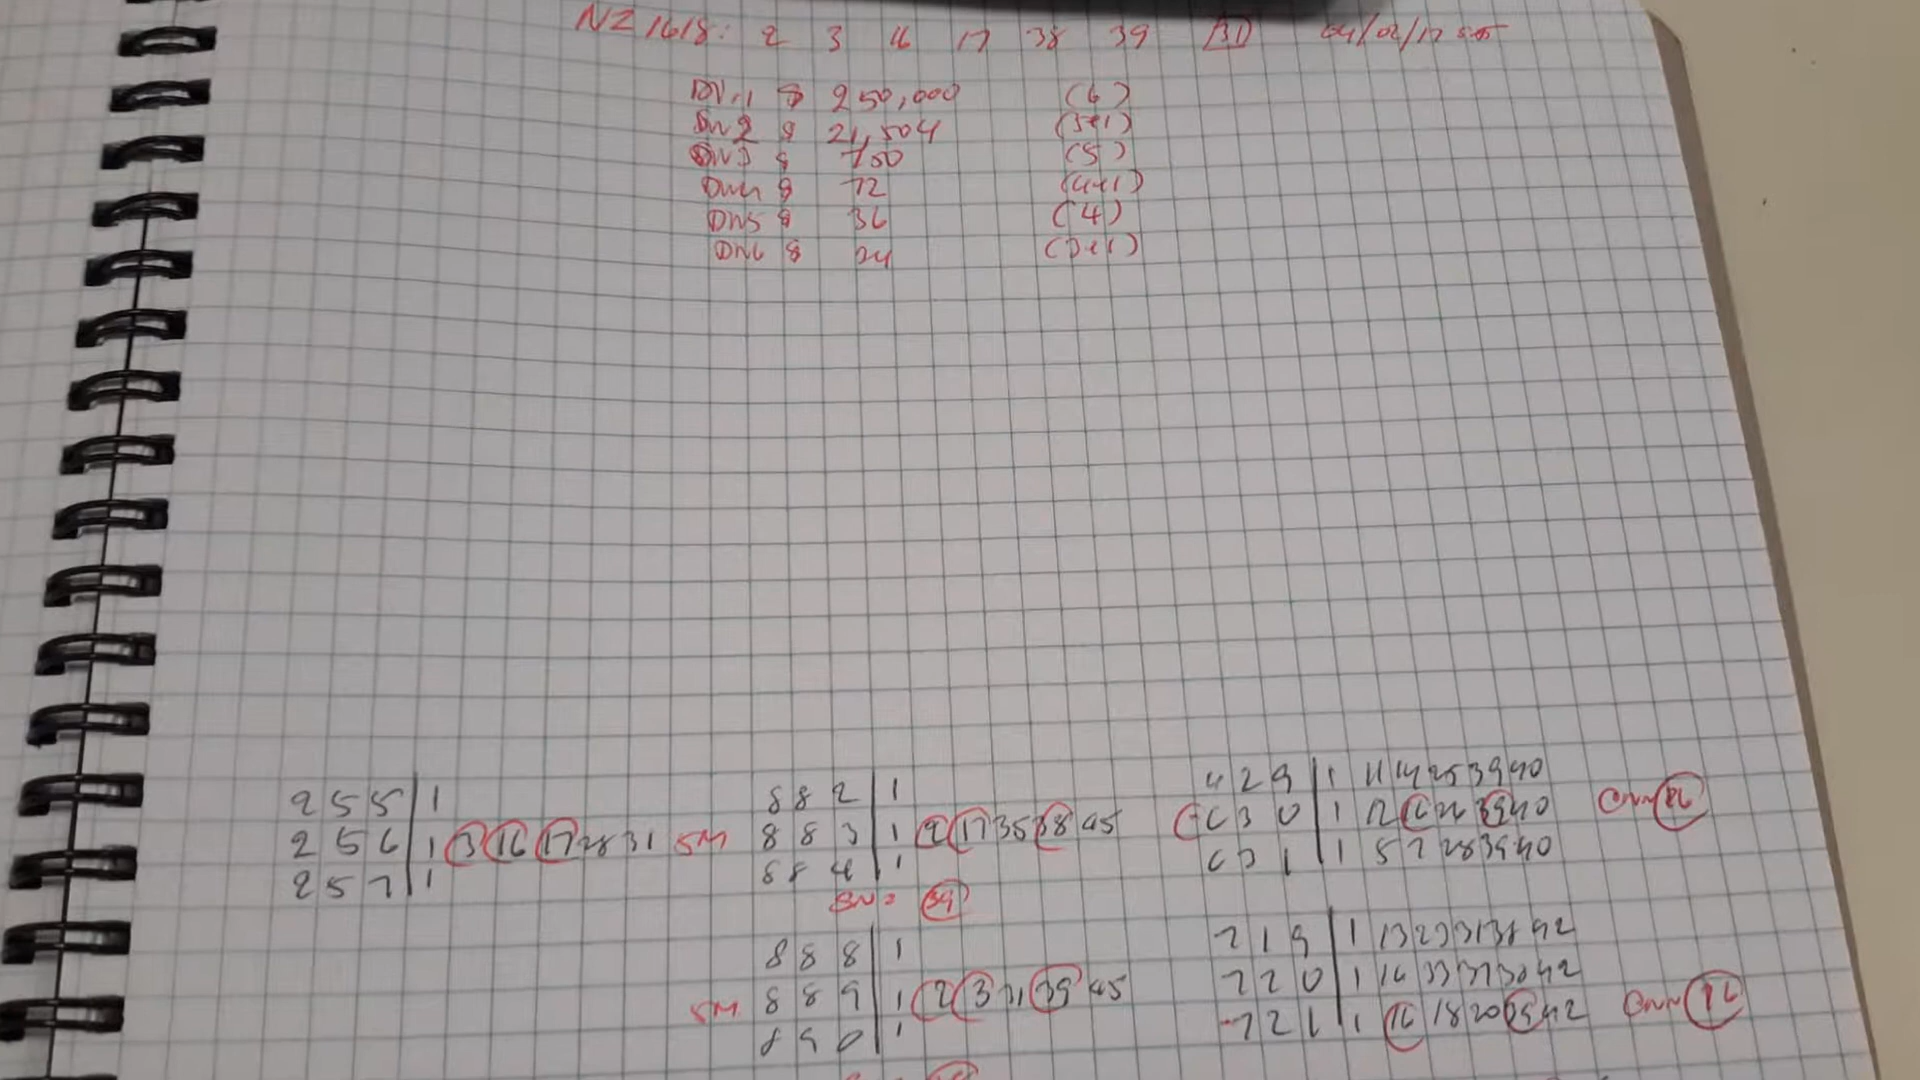 NZ 1618: 2 3 16 17 38 39 31 04/02/17
DIV 1 $ 250,000 (6)
DIV 2 $ 21,504 (5+1)
DIV 3 $ 750 (5)
DIV 4 $ 72 (4+1)
DIV 5 $ 36 (4)
DIV 6 $ 24 (3+1)
2 5 5 | 1
2 5 6 | 1 3 16 17 28 31
2 5 7 | 1
SM
8 8 2 | 1
8 8 3 | 1 2 17 35 38 45
8 8 4 | 1
39
8 8 8 | 1
SM 8 8 9 | 1 2 3 31 39 45
8 9 0 | 1
4 2 9 | 1 11 14 25 39 40
3 0 | 1 12 16 39 40
3 1 | 1 5 7 28 39 40
7 1 9 | 1 13 23 31 38 42
7 2 0 | 1 16 33 37 38 42
7 2 1 | 1 16 18 20 39 42